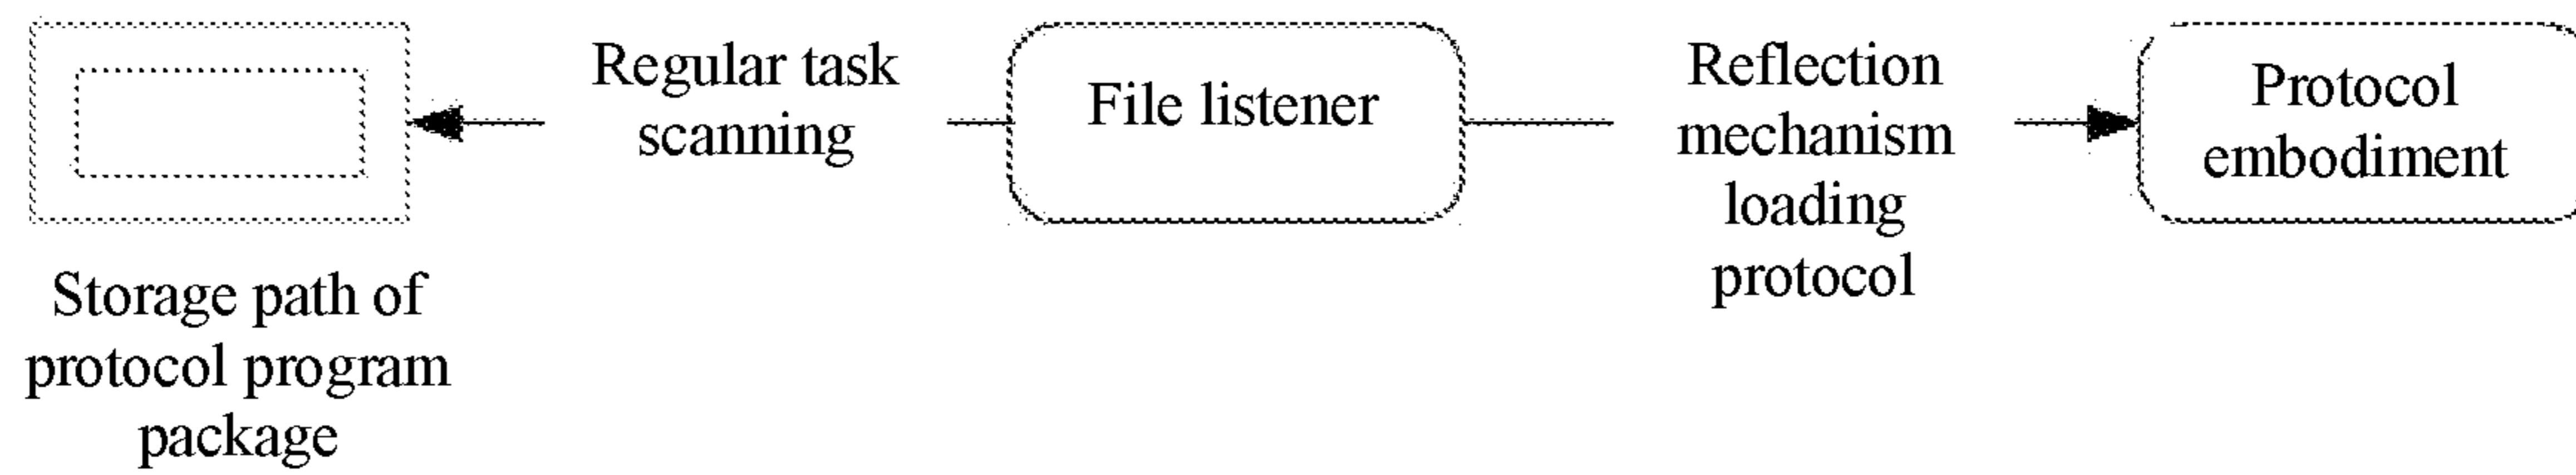 Regular task
scanning
File listener
Reflection
mechanism
loading
protocol
Protocol
embodiment
Storage path of
protocol program
package